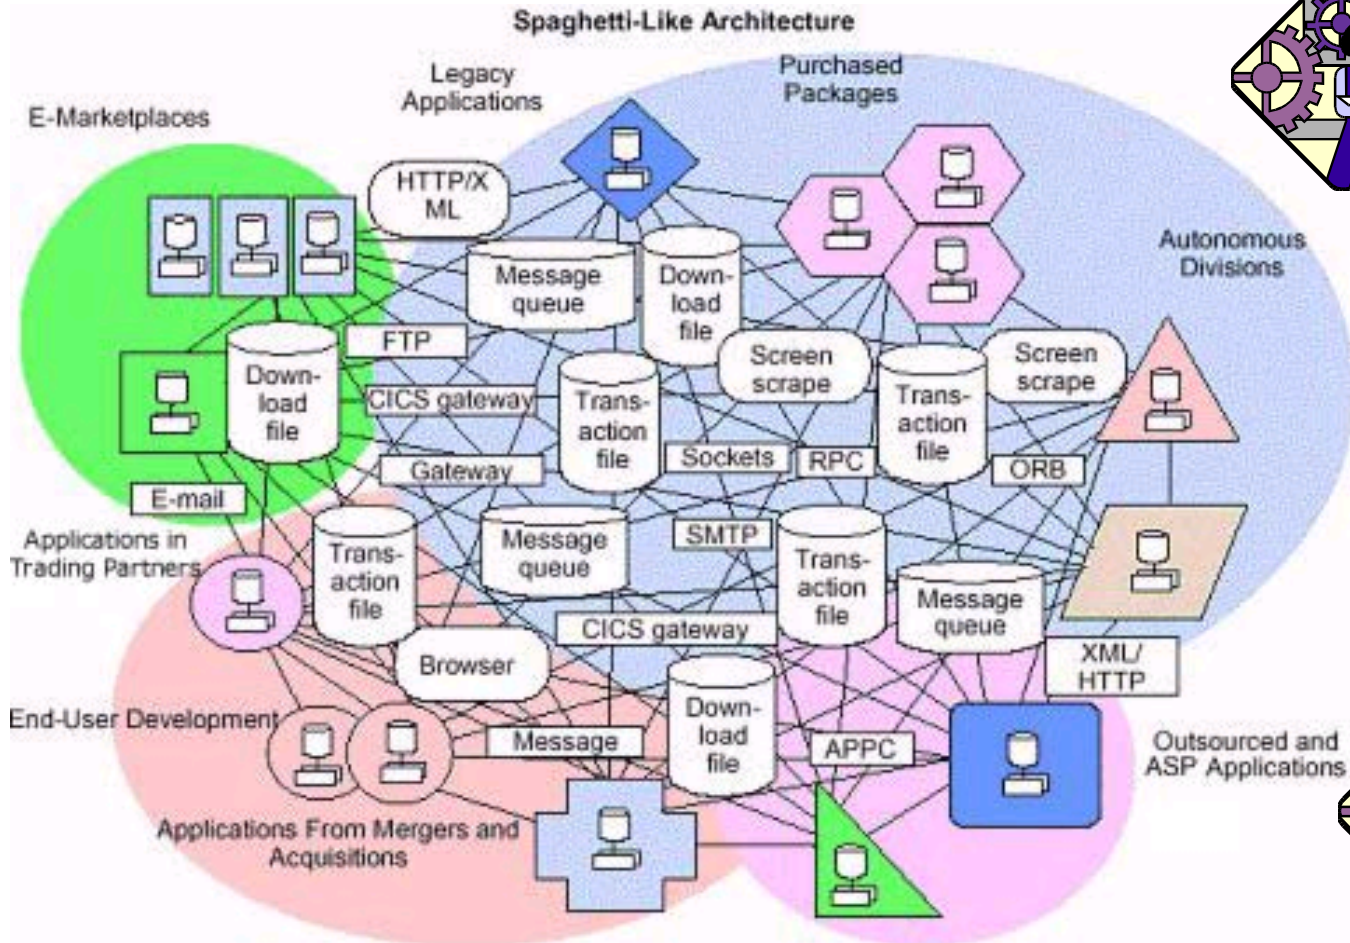 Spaghetti-Like Architecture
Legacy
Applications
Purchased
Packages
E-Marketplaces
HTTP/X
ML
Autonomous
Divisions
Message
queue
Down-
load
file
FTP
Screen
scrape
Screen
scrape
Down-
load
file
CICS gateway
Trans-
action
file
Trans-
action
file
Gateway
Sockets
RPC
ORB
E-mail
Applications in
Trading Partners
Trans-
action
file
Message
queue
SMTP
Trans-
action
file
Message
queue
CICS gateway
Browser
XML/
HTTP
End-User Development
Message
Down-
load
file
APPC
Outsourced and
ASP Applications
Applications From Mergers and
Acquisitions